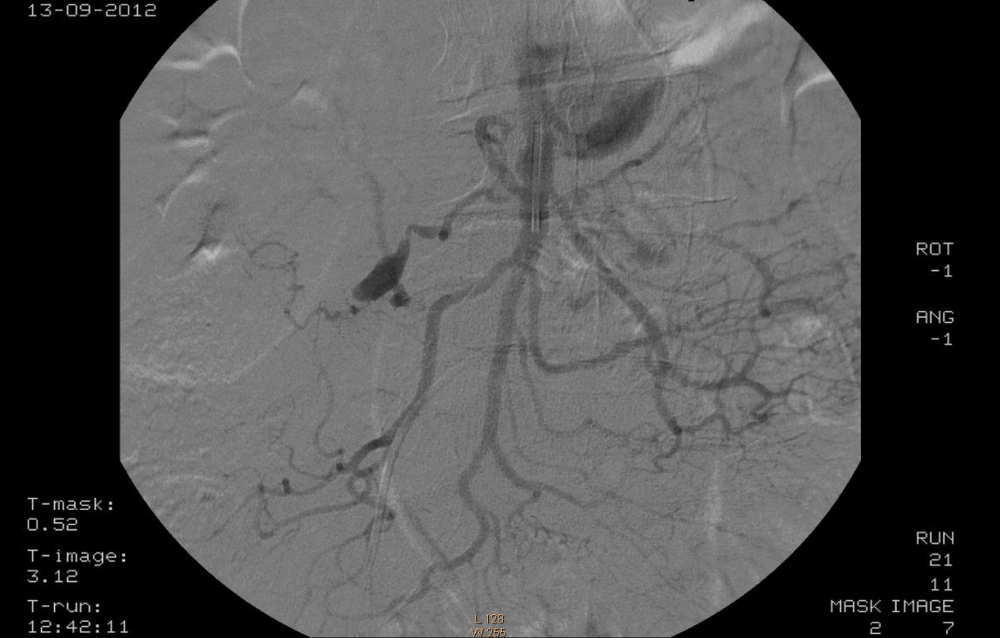 13-09-2012
ROT
-1
ANG
-1
T-mask:
0.52
T-image:
3.12
T-run:
12:42:11
RUN
21
11
MASK IMAGE
2 7
L 128
W 255